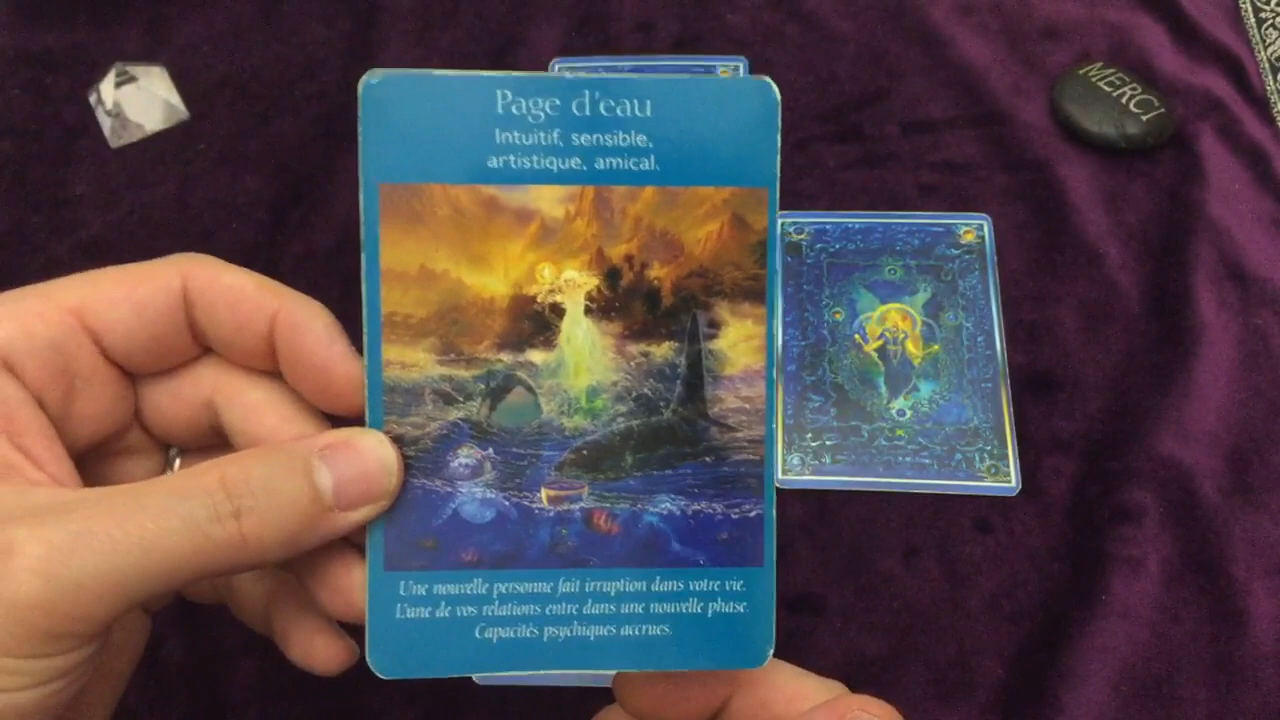 Page d'eau
Intuitif, sensible,
artistique, amical.
MERCI
Une nouvelle personne fait irruption dans votre vie.
L'une de vos relations entre dans une nouvelle phase.
Capacités psychiques accrues.